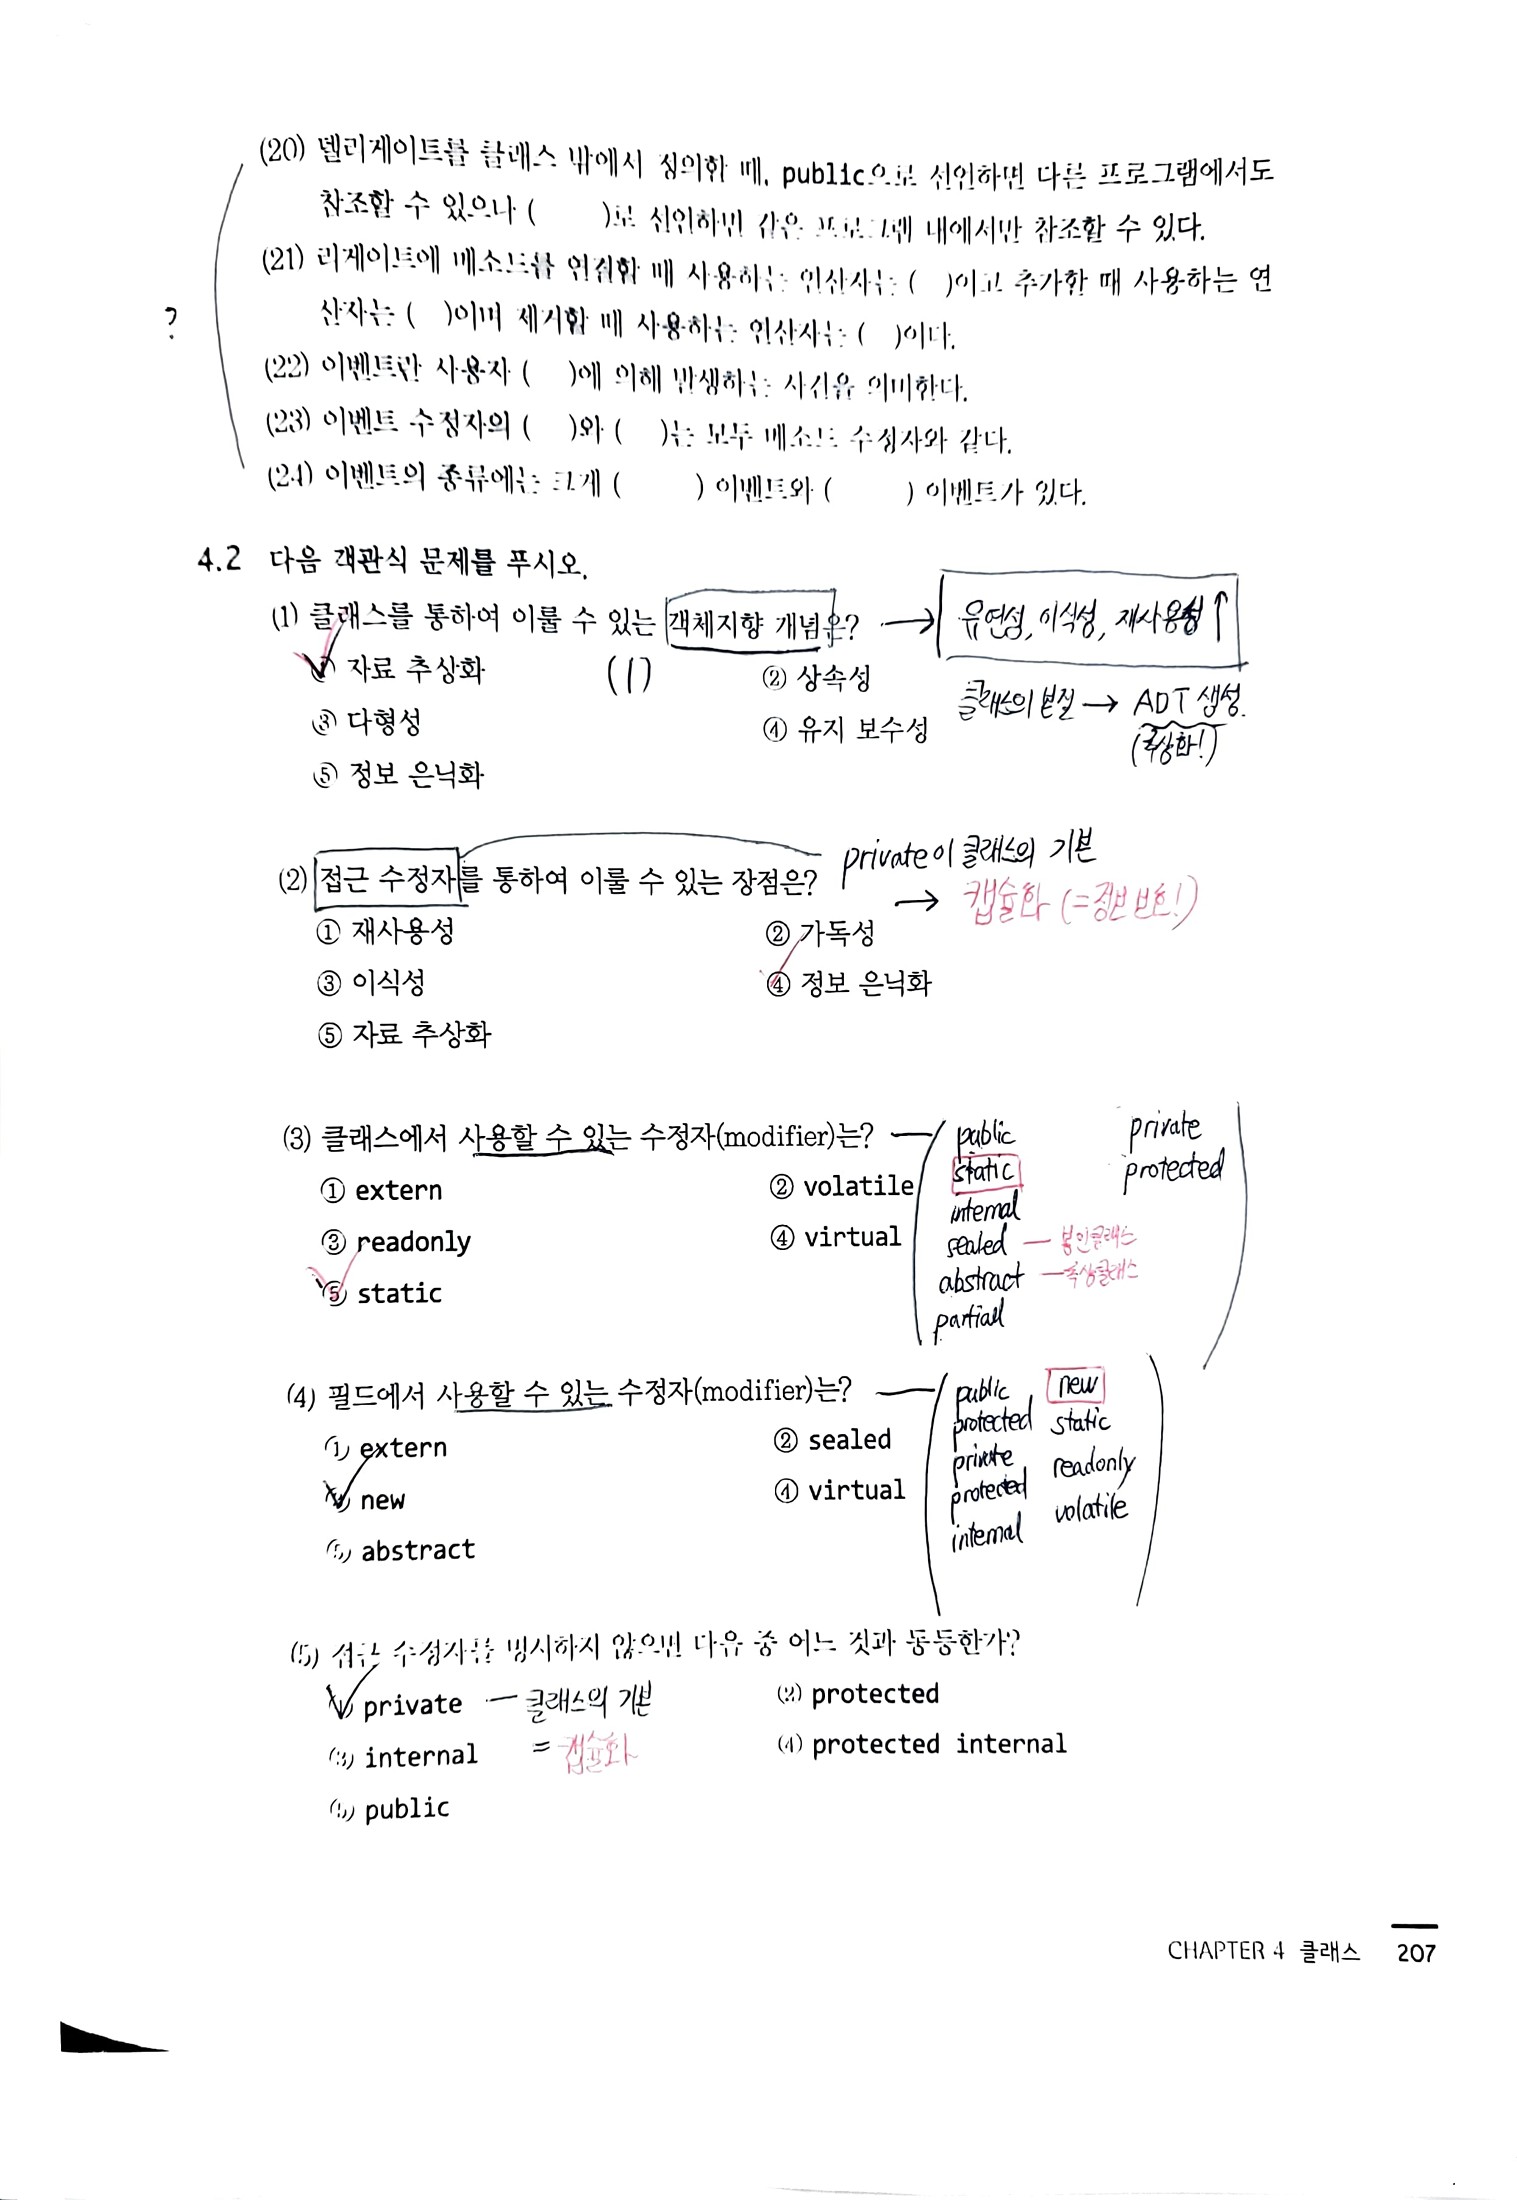 (20) 델리게이트를 클래스 밖에서 정의할 때, public으로 선언하면 다른 프로그램에서도
참조할 수 있으나 (      )로 선언하면 같은 프로그램 내에서만 참조할 수 있다.
(21) 리게이트에 메소드를 연결할 때 사용하는 연산자는 (   )이고 추가할 때 사용하는 연
?
산자는 (   )이며 제거할 때 사용하는 연산자는 (   )이다.
(22) 이벤트란 사용자 (   )에 의해 발생하는 사건을 의미한다.
(23) 이벤트 수정자의 (   )와 (   )는 모두 메소드 수정자와 같다.
(24) 이벤트의 종류에는 크게 (      ) 이벤트와 (      ) 이벤트가 있다.
4.2 다음 객관식 문제를 푸시오.
(1) 클래스를 통하여 이룰 수 있는 객체지향 개념은? → 유연성, 이식성, 재사용성↑
① 자료 추상화 (1) ② 상속성
클래스의 본질 → ADT 생성.
③ 다형성 ④ 유지 보수성
(추상화!)
⑤ 정보 은닉화
private이 클래스의 기본
(2) 접근 수정자를 통하여 이룰 수 있는 장점은?
→ 캡슐화 (=정보 보호!)
① 재사용성 ② 가독성
③ 이식성 ④ 정보 은닉화
⑤ 자료 추상화
(3) 클래스에서 사용할 수 있는 수정자(modifier)는?
① extern ② volatile
③ readonly ④ virtual
⑤ static
public private
static protected
internal
sealed — 봉인클래스
abstract — 추상클래스
partial
(4) 필드에서 사용할 수 있는 수정자(modifier)는?
① extern ② sealed
③ new ④ virtual
⑤ abstract
public new
protected static
private readonly
protected volatile
internal
(5) 접근 수정자를 명시하지 않으면 다음 중 어느 것과 동등한가?
① private — 클래스의 기본 ② protected
③ internal = 캡슐화 ④ protected internal
⑤ public
CHAPTER 4 클래스 207